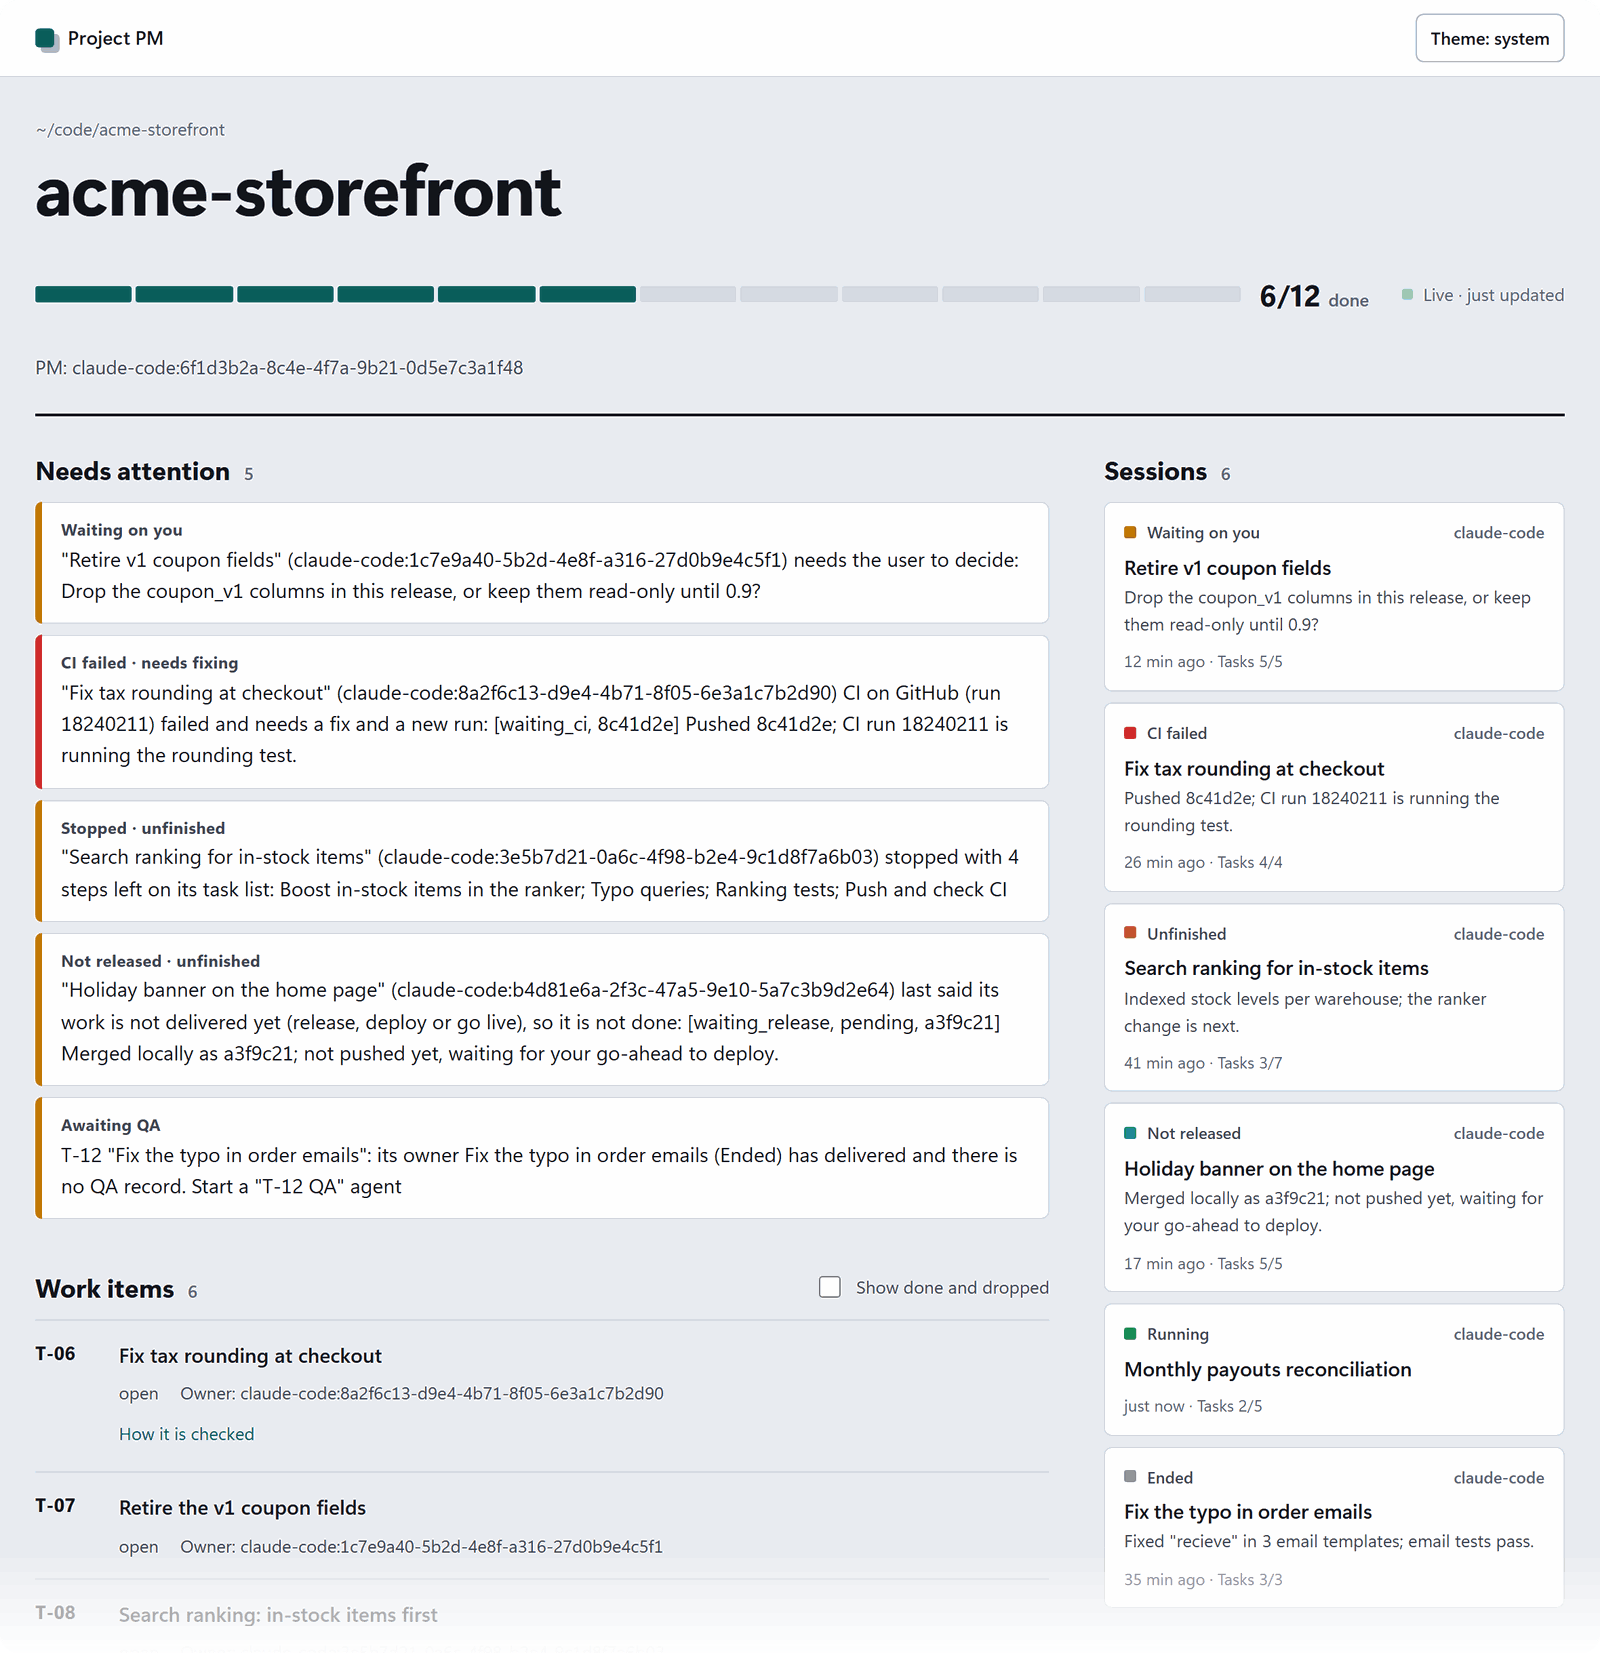 Project PM
Theme: system
~/code/acme-storefront
acme-storefront
6/12 done
Live · just updated
PM: claude-code:6f1d3b2a-8c4e-4f7a-9b21-0d5e7c3a1f48
Needs attention 5
Waiting on you
"Retire v1 coupon fields" (claude-code:1c7e9a40-5b2d-4e8f-a316-27d0b9e4c5f1) needs the user to decide:
Drop the coupon_v1 columns in this release, or keep them read-only until 0.9?
CI failed · needs fixing
"Fix tax rounding at checkout" (claude-code:8a2f6c13-d9e4-4b71-8f05-6e3a1c7b2d90) CI on GitHub (run
18240211) failed and needs a fix and a new run: [waiting_ci, 8c41d2e] Pushed 8c41d2e; CI run 18240211 is
running the rounding test.
Stopped · unfinished
"Search ranking for in-stock items" (claude-code:3e5b7d21-0a6c-4f98-b2e4-9c1d8f7a6b03) stopped with 4
steps left on its task list: Boost in-stock items in the ranker; Typo queries; Ranking tests; Push and check CI
Not released · unfinished
"Holiday banner on the home page" (claude-code:b4d81e6a-2f3c-47a5-9e10-5a7c3b9d2e64) last said its
work is not delivered yet (release, deploy or go live), so it is not done: [waiting_release, pending, a3f9c21]
Merged locally as a3f9c21; not pushed yet, waiting for your go-ahead to deploy.
Awaiting QA
T-12 "Fix the typo in order emails": its owner Fix the typo in order emails (Ended) has delivered and there is
no QA record. Start a "T-12 QA" agent
Work items 6
Show done and dropped
T-06
Fix tax rounding at checkout
open Owner: claude-code:8a2f6c13-d9e4-4b71-8f05-6e3a1c7b2d90
How it is checked
T-07
Retire the v1 coupon fields
open Owner: claude-code:1c7e9a40-5b2d-4e8f-a316-27d0b9e4c5f1
T-08
Search ranking: in-stock items first
Sessions 6
Waiting on you
claude-code
Retire v1 coupon fields
Drop the coupon_v1 columns in this release, or keep
them read-only until 0.9?
12 min ago · Tasks 5/5
CI failed
claude-code
Fix tax rounding at checkout
Pushed 8c41d2e; CI run 18240211 is running the
rounding test.
26 min ago · Tasks 4/4
Unfinished
claude-code
Search ranking for in-stock items
Indexed stock levels per warehouse; the ranker
change is next.
41 min ago · Tasks 3/7
Not released
claude-code
Holiday banner on the home page
Merged locally as a3f9c21; not pushed yet, waiting for
your go-ahead to deploy.
17 min ago · Tasks 5/5
Running
claude-code
Monthly payouts reconciliation
just now · Tasks 2/5
Ended
claude-code
Fix the typo in order emails
Fixed "recieve" in 3 email templates; email tests pass.
35 min ago · Tasks 3/3